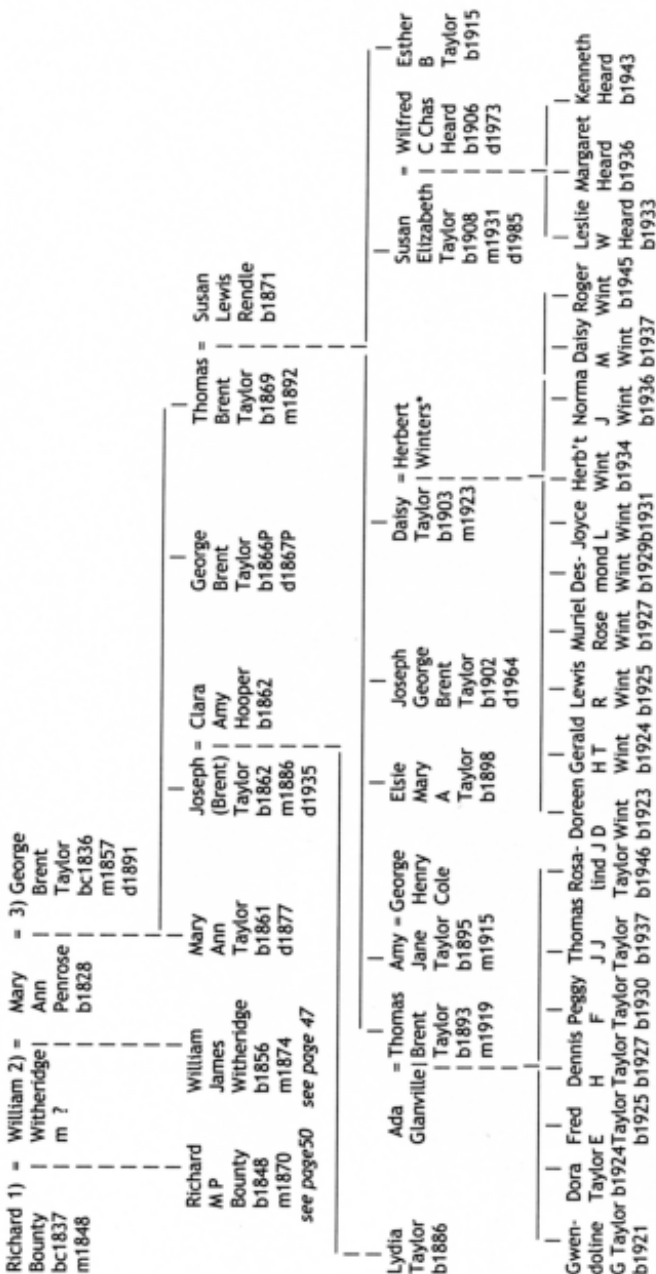 Richard 1) = William 2) = Mary = 3) George
Bounty Witheridge Ann Brent
bc1837 m ? Penrose Taylor
m1848 b1828 bc1836
m1857
d1891
Richard William Mary Joseph = Clara George Thomas = Susan
M P James Ann (Brent) Amy Brent Brent Lewis
Bounty Witheridge Taylor Taylor Hooper Taylor Taylor Rendle
b1848 b1856 b1861 b1862 b1862 b1866P b1869 b1871
m1870 m1874 d1877 m1886 d1867P m1892
see page50 see page 47 d1935
Lydia Ada = Thomas Amy = George Elsie Joseph Daisy = Herbert Susan = Wilfred Esther
Taylor Glanville Brent Jane Henry Mary George Taylor Winters* Elizabeth C Chas B
b1886 Taylor Taylor Cole A Brent b1903 Taylor Heard Taylor
b1893 b1895 Taylor Taylor m1923 b1908 b1906 b1915
m1919 m1915 b1898 b1902 m1931 d1973
d1964 d1985
Gwen- Dora Fred Dennis Peggy Thomas Rosa- Doreen Gerald Lewis Muriel Des- Joyce Herb't Norma Daisy Roger Leslie Margaret Kenneth
doline Taylor E H F J J lind J D H T R Rose mond L Wint J M Wint W Heard Heard
G Taylor b1924 Taylor Taylor Taylor Taylor Taylor Wint Wint Wint Wint Wint Wint b1934 Wint Wint b1945 Heard b1936 b1943
b1921 b1925 b1927 b1930 b1937 b1946 b1923 b1924 b1925 b1927 b1929 b1931 b1936 b1937 b1933